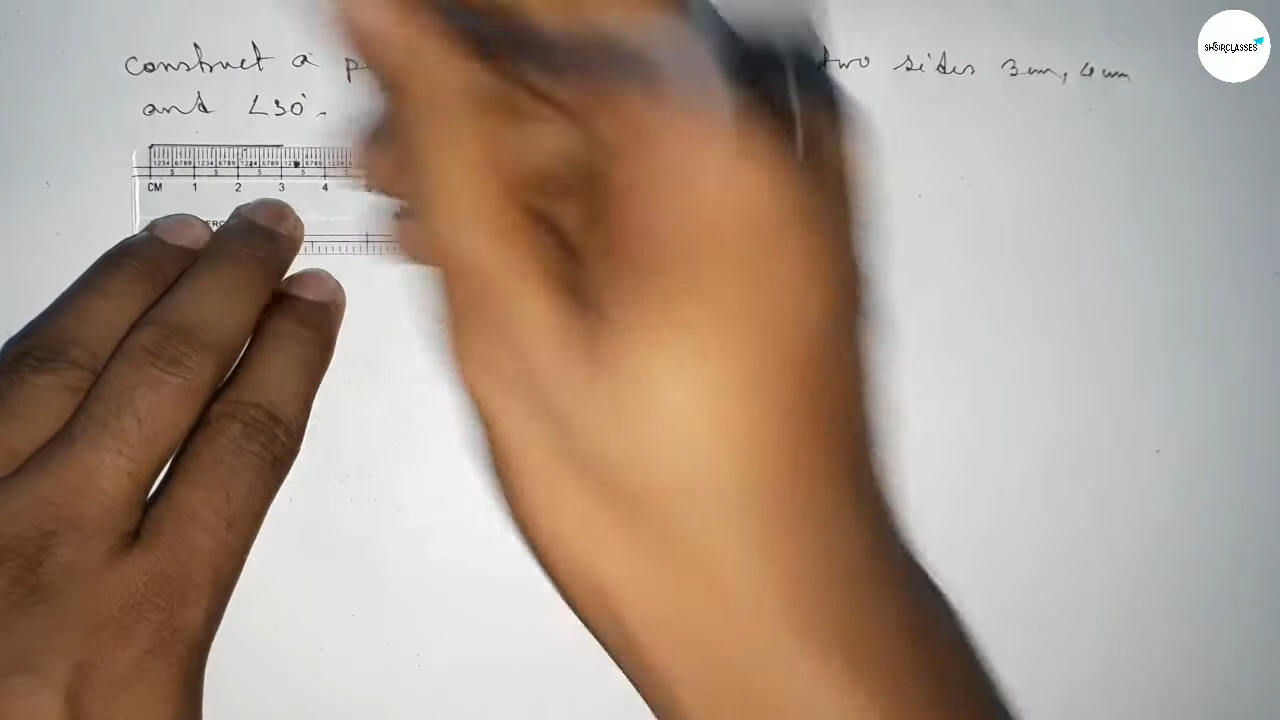 construct a
two sides 3cm, 4cm
and ∠30°.
SHSIRCLASSES
CM 1 2 3 4